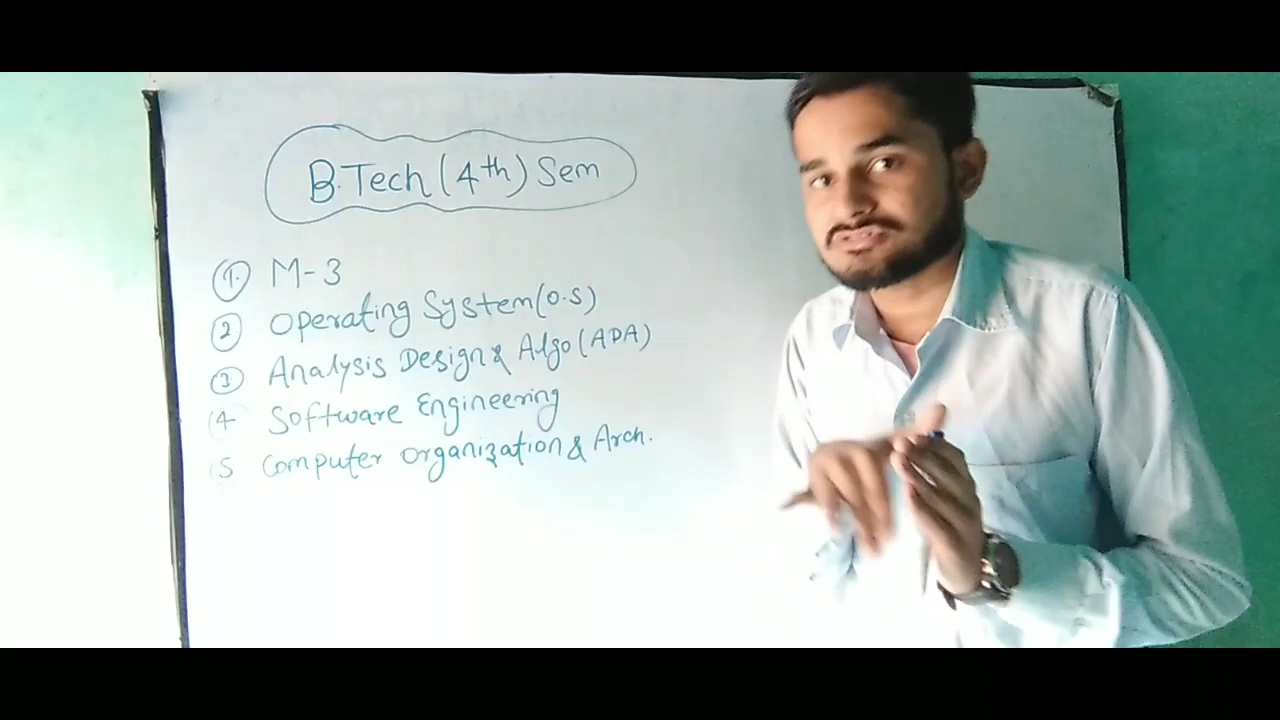 B.Tech (4th) Sem
1. M-3
2 Operating System (O.S)
3 Analysis Design & Algo (ADA)
4 Software Engineering
5 Computer Organization & Arch.